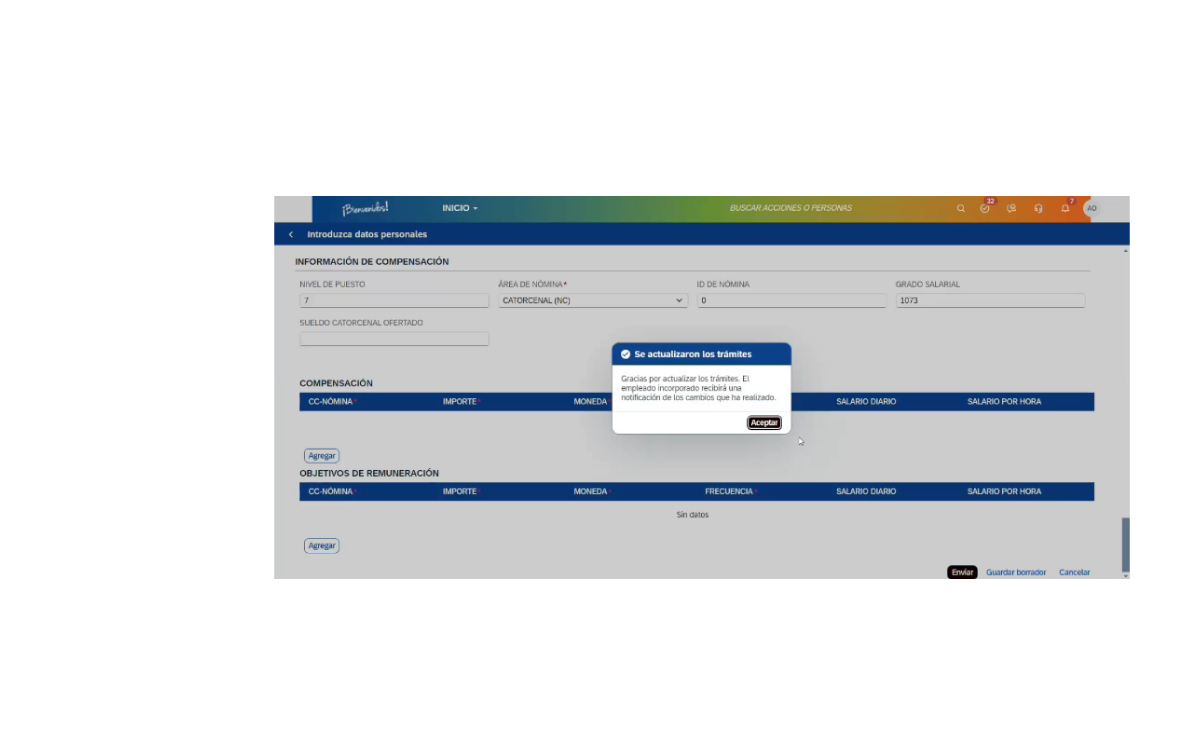 ¡Bienvenidos!
INICIO
BUSCAR ACCIONES O PERSONAS
32
7
AO
Introduzca datos personales
INFORMACIÓN DE COMPENSACIÓN
NIVEL DE PUESTO
ÁREA DE NÓMINA*
ID DE NÓMINA
GRADO SALARIAL
7
CATORCENAL (NC)
0
1073
SUELDO CATORCENAL OFERTADO
Se actualizaron los trámites
Gracias por actualizar los trámites. El
empleado incorporado recibirá una
notificación de los cambios que ha realizado.
Aceptar
COMPENSACIÓN
CC-NÓMINA* IMPORTE* MONEDA* SALARIO DIARIO SALARIO POR HORA
Agregar
OBJETIVOS DE REMUNERACIÓN
CC-NÓMINA* IMPORTE* MONEDA* FRECUENCIA* SALARIO DIARIO SALARIO POR HORA
Sin datos
Agregar
Enviar Guardar borrador Cancelar